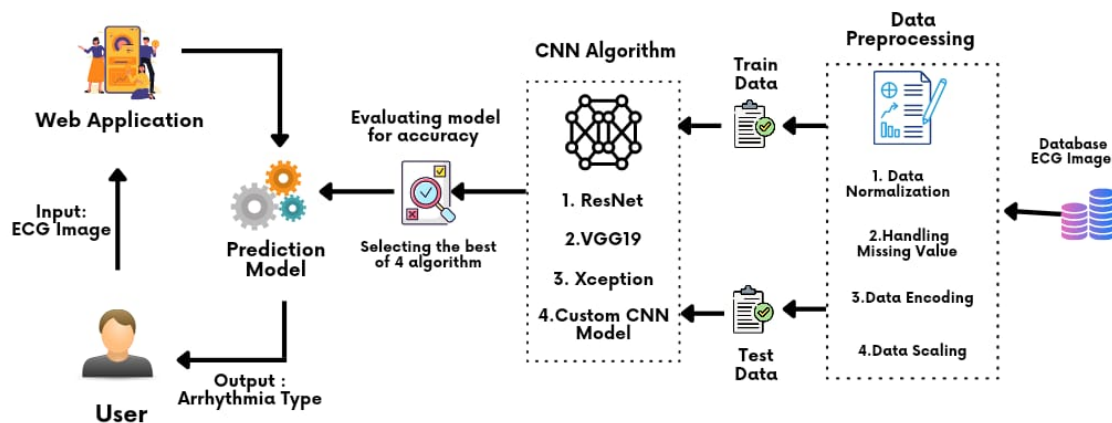 Web Application
Input:
ECG Image
User
Output :
Arrhythmia Type
Prediction
Model
Evaluating model
for accuracy
Selecting the best
of 4 algorithm
CNN Algorithm
1. ResNet
2.VGG19
3. Xception
4.Custom CNN
Model
Train
Data
Test
Data
Data
Preprocessing
1. Data
Normalization
2.Handling
Missing Value
3.Data Encoding
4.Data Scaling
Database
ECG Image